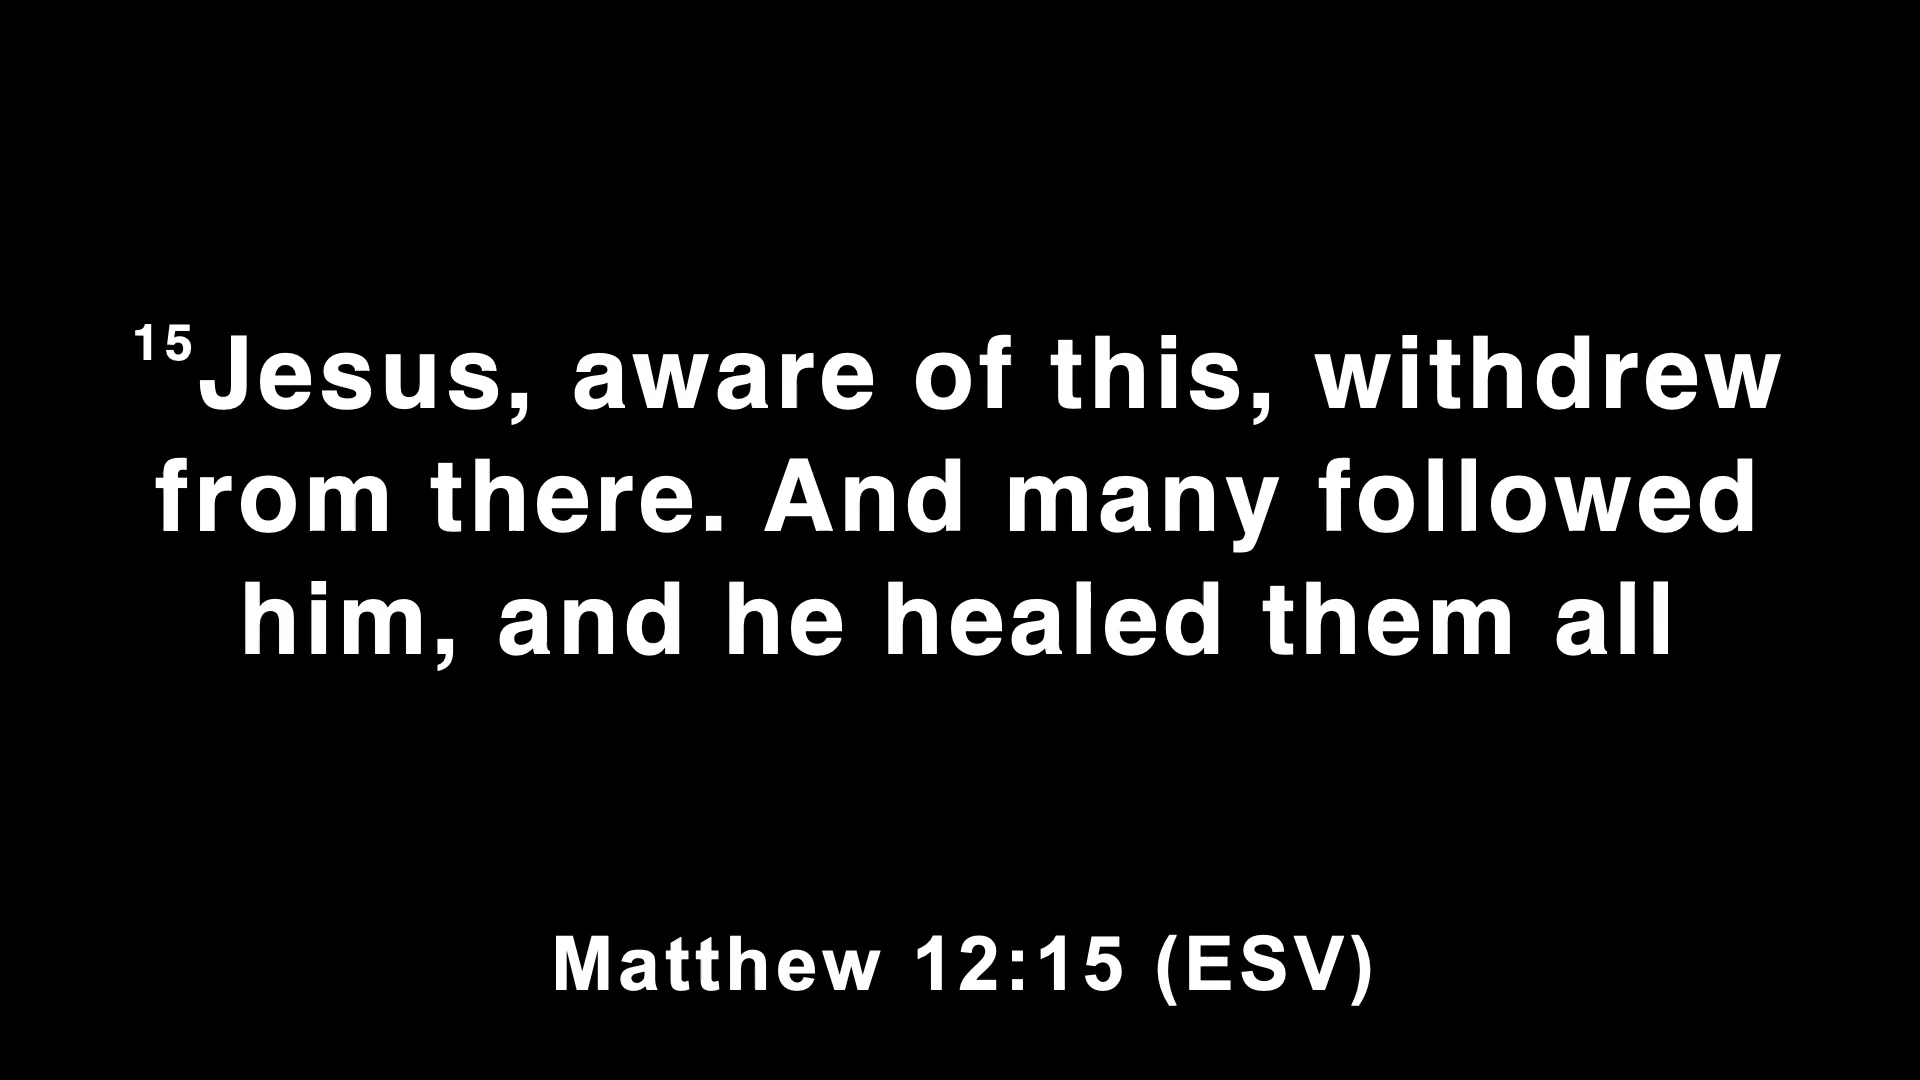 15Jesus, aware of this, withdrew
from there. And many followed
him, and he healed them all
Matthew 12:15 (ESV)